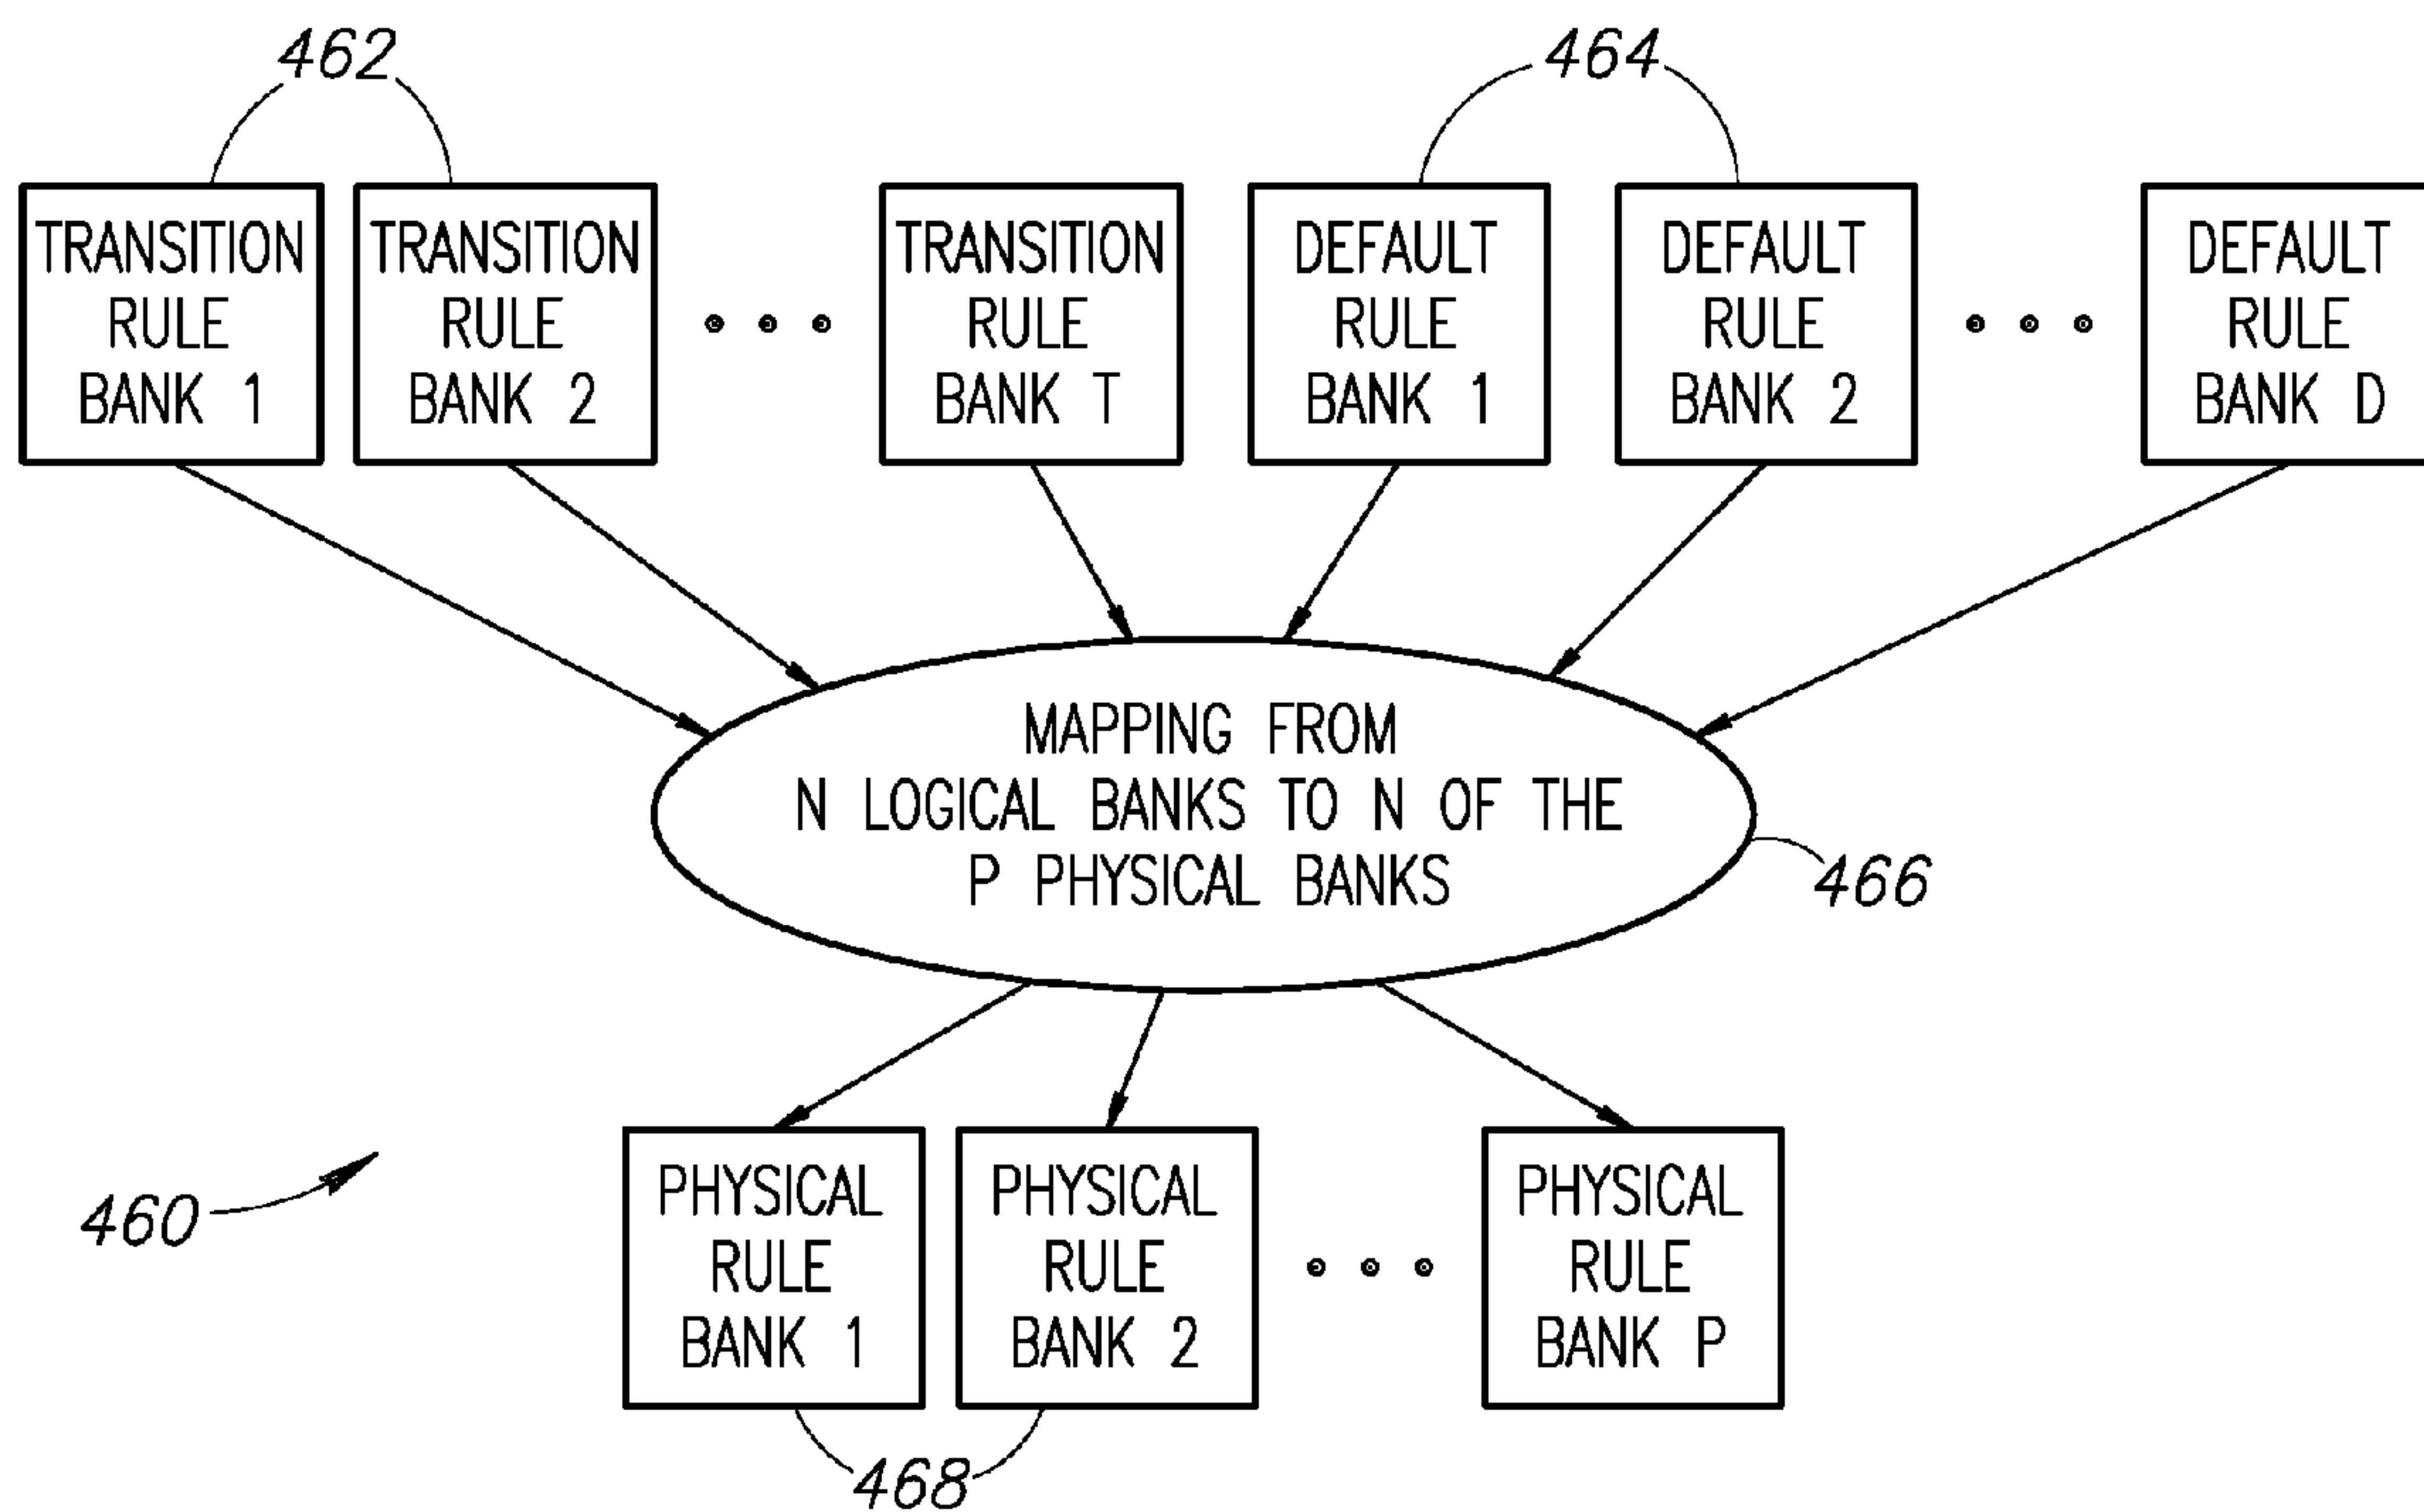 462
464
TRANSITION
RULE
BANK 1
TRANSITION
RULE
BANK 2
TRANSITION
RULE
BANK T
DEFAULT
RULE
BANK 1
DEFAULT
RULE
BANK 2
DEFAULT
RULE
BANK D
MAPPING FROM
N LOGICAL BANKS TO N OF THE
P PHYSICAL BANKS
466
460
PHYSICAL
RULE
BANK 1
PHYSICAL
RULE
BANK 2
PHYSICAL
RULE
BANK P
468